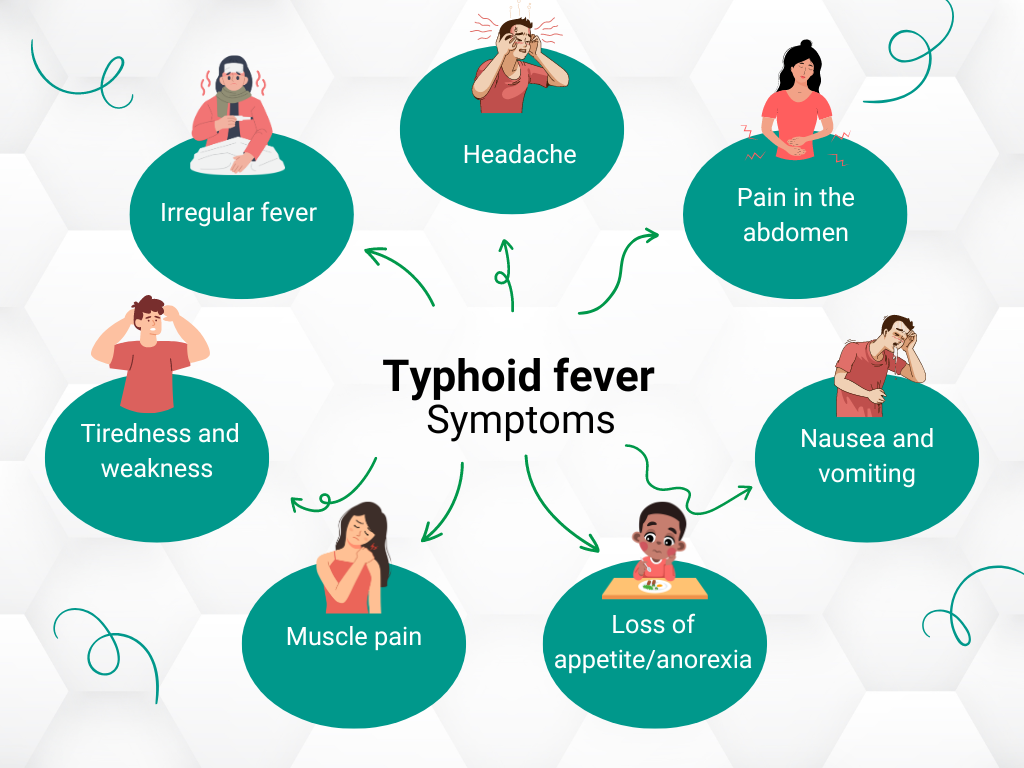 Headache
Irregular fever
Pain in the
abdomen
Typhoid fever
Symptoms
Tiredness and
weakness
Nausea and
vomiting
Muscle pain
Loss of
appetite/anorexia